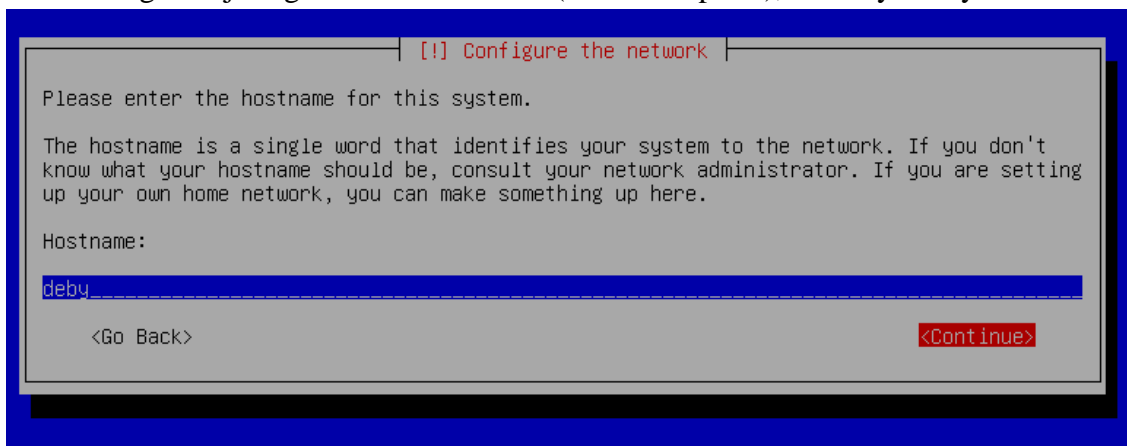 [!] Configure the network
Please enter the hostname for this system.
The hostname is a single word that identifies your system to the network. If you don't
know what your hostname should be, consult your network administrator. If you are setting
up your own home network, you can make something up here.
Hostname:
deby
<Go Back> <Continue>